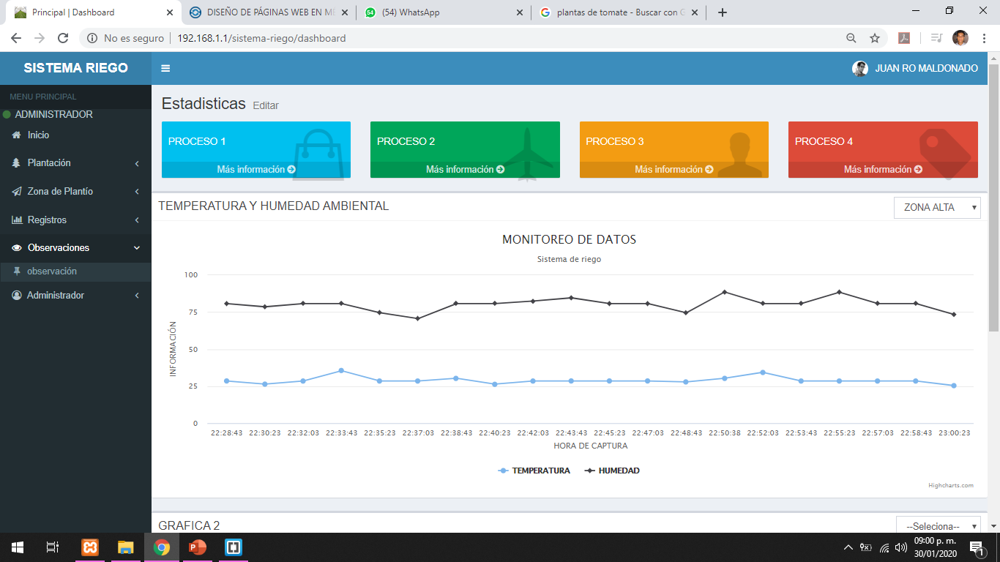 Principal | Dashboard
DISEÑO DE PÁGINAS WEB EN MÉ
54
(54) WhatsApp
plantas de tomate - Buscar con G
No es seguro
192.168.1.1/sistema-riego/dashboard
SISTEMA RIEGO
JUAN RO MALDONADO
MENU PRINCIPAL
ADMINISTRADOR
Inicio
Plantación
Zona de Plantío
Registros
Observaciones
observación
Administrador
Estadisticas Editar
PROCESO 1
Más información
PROCESO 2
Más información
PROCESO 3
Más información
PROCESO 4
Más información
TEMPERATURA Y HUMEDAD AMBIENTAL
ZONA ALTA
MONITOREO DE DATOS
Sistema de riego
INFORMACIÓN
100
75
50
25
0
22:28:43 22:30:23 22:32:03 22:33:43 22:35:23 22:37:03 22:38:43 22:40:23 22:42:03 22:43:43 22:45:23 22:47:03 22:48:43 22:50:38 22:52:03 22:53:43 22:55:23 22:57:03 22:58:43 23:00:23
HORA DE CAPTURA
TEMPERATURA HUMEDAD
Highcharts.com
GRAFICA 2
--Seleciona--
09:00 p. m.
30/01/2020
1